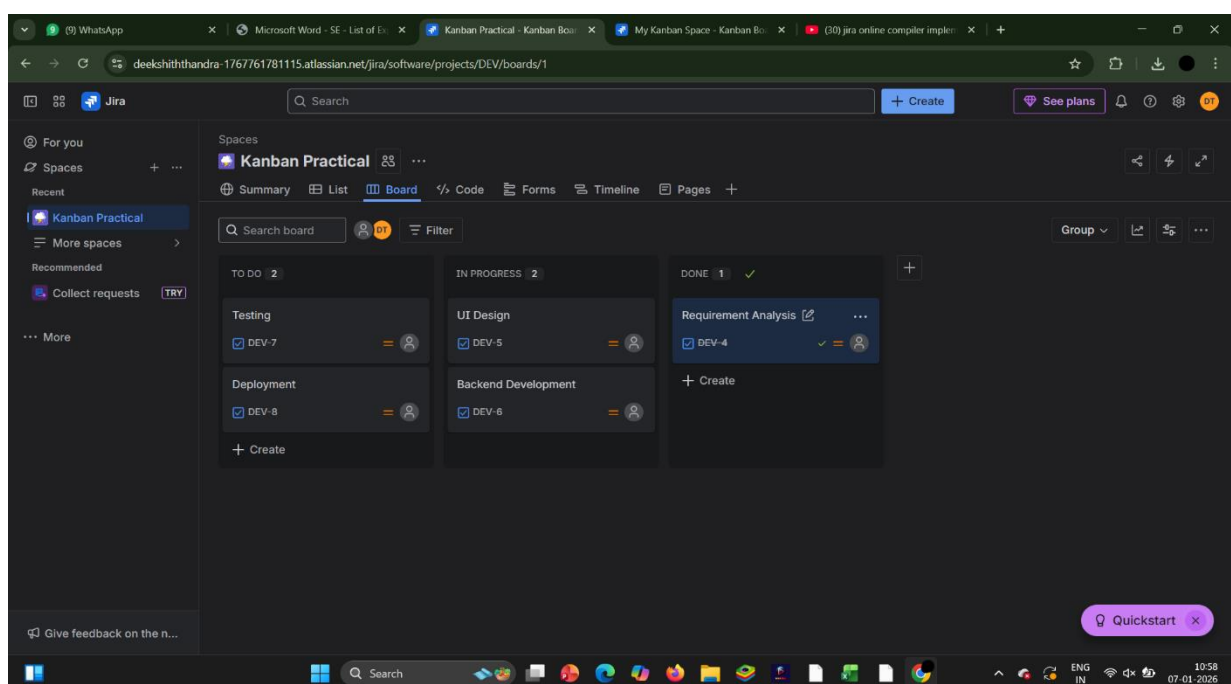 (9) WhatsApp
Microsoft Word - SE - List of Ex
Kanban Practical - Kanban Boar
My Kanban Space - Kanban Bo
(30) jira online compiler implem
deekshiththandra-1767761781115.atlassian.net/jira/software/projects/DEV/boards/1
Jira
Search
+ Create
See plans
DT
For you
Spaces
Recent
Kanban Practical
More spaces
Recommended
Collect requests TRY
More
Spaces
Kanban Practical
Summary List Board Code Forms Timeline Pages
Search board DT Filter
Group
TO DO 2
Testing
DEV-7
Deployment
DEV-8
+ Create
IN PROGRESS 2
UI Design
DEV-5
Backend Development
DEV-6
DONE 1
Requirement Analysis
DEV-4
+ Create
Give feedback on the n...
Quickstart
Search
ENG
IN
10:58
07-01-2026